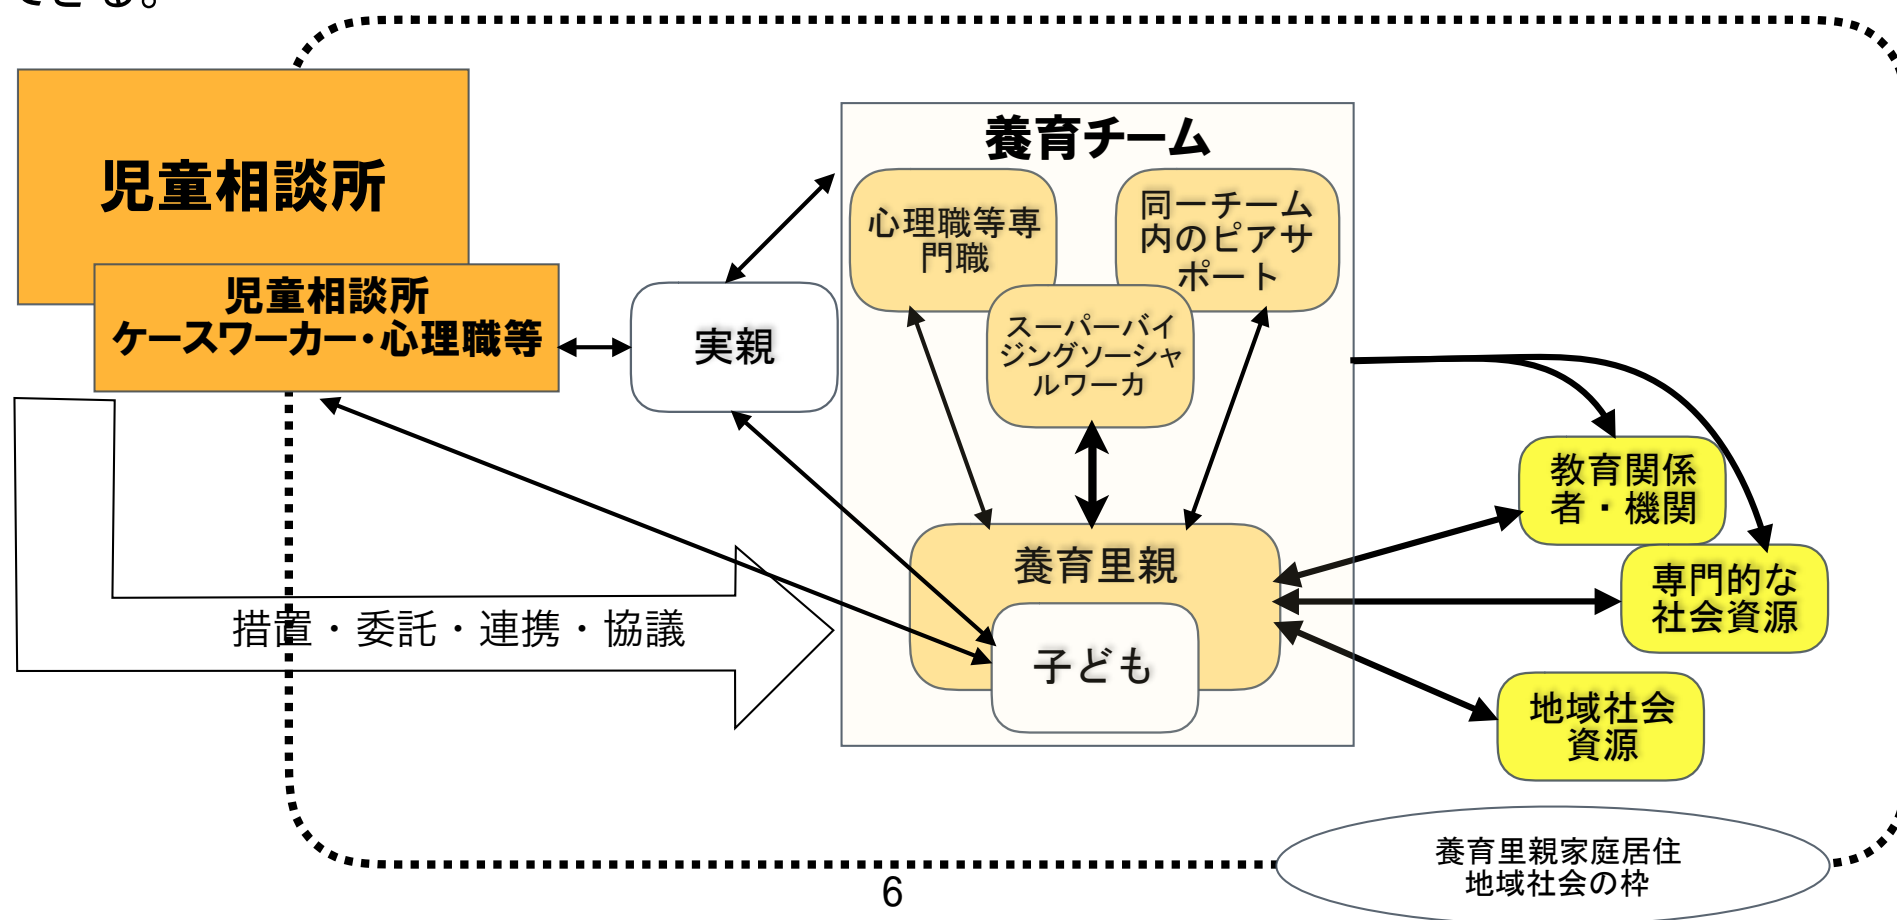 できる。
児童相談所
児童相談所
ケースワーカー・心理職等
実親
養育チーム
心理職等専
門職
同一チーム
内のピアサ
ポート
スーパーバイ
ジングソーシャ
ルワーカ
養育里親
子ども
措置・委託・連携・協議
教育関係
者・機関
専門的な
社会資源
地域社会
資源
養育里親家庭居住
地域社会の枠
6